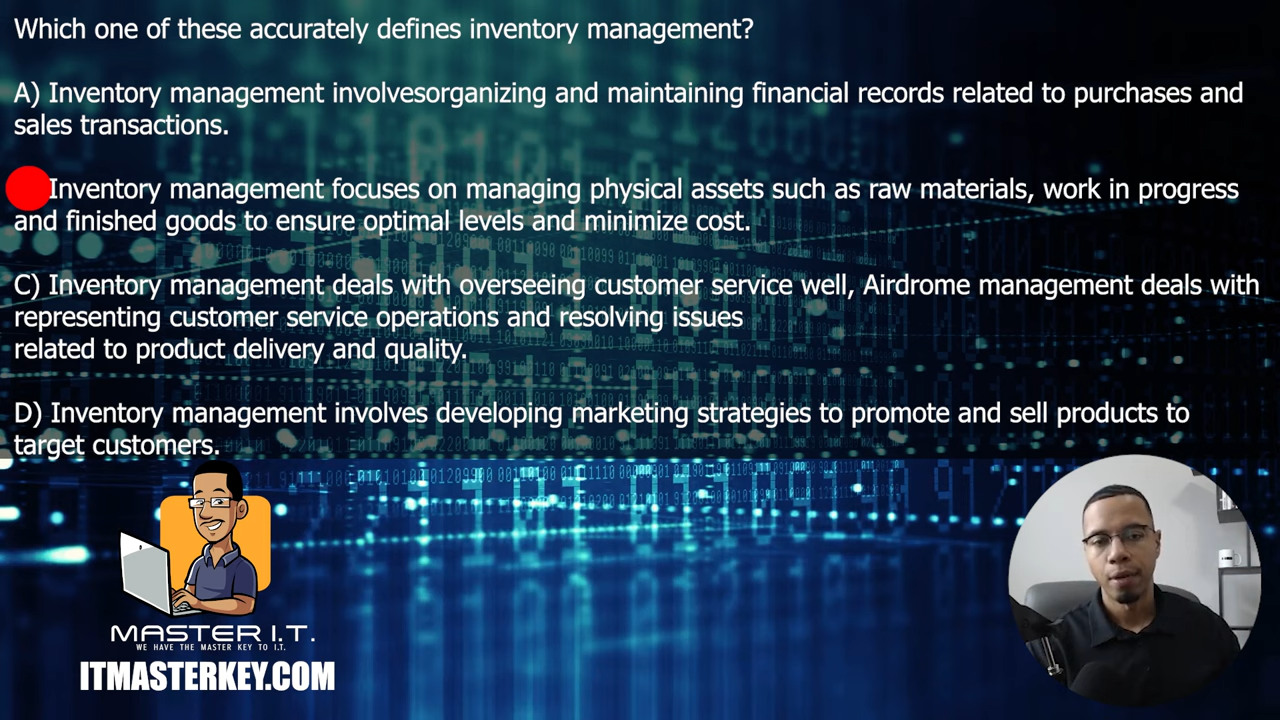 Which one of these accurately defines inventory management?
A) Inventory management involvesorganizing and maintaining financial records related to purchases and
sales transactions.
Inventory management focuses on managing physical assets such as raw materials, work in progress
and finished goods to ensure optimal levels and minimize cost.
C) Inventory management deals with overseeing customer service well, Airdrome management deals with
representing customer service operations and resolving issues
related to product delivery and quality.
D) Inventory management involves developing marketing strategies to promote and sell products to
target customers.
MASTER I.T.
WE HAVE THE MASTER KEY TO I.T.
ITMASTERKEY.COM